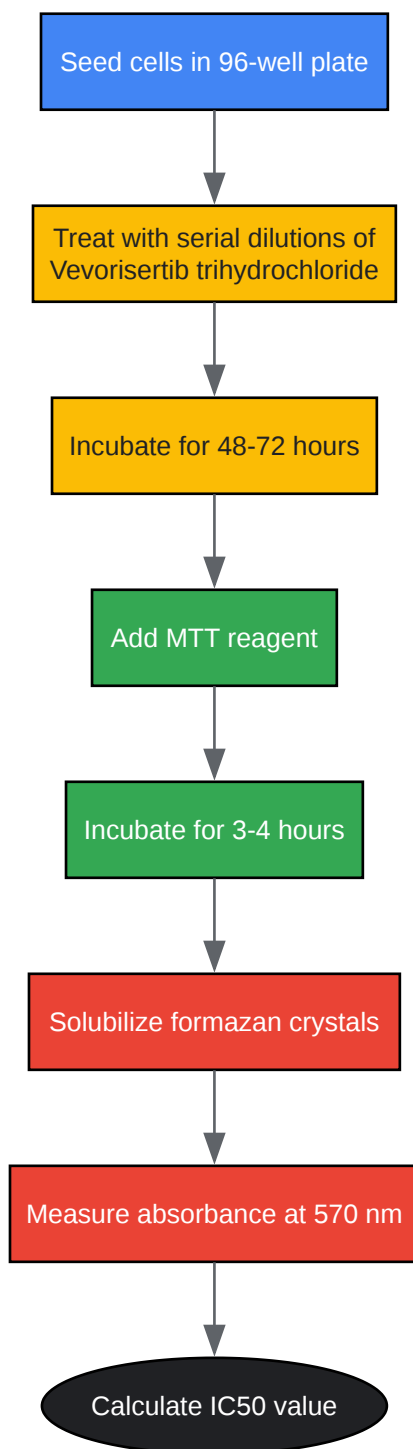 Seed cells in 96-well plate
Treat with serial dilutions of
Vevorisertib trihydrochloride
Incubate for 48-72 hours
Add MTT reagent
Incubate for 3-4 hours
Solubilize formazan crystals
Measure absorbance at 570 nm
Calculate IC50 value